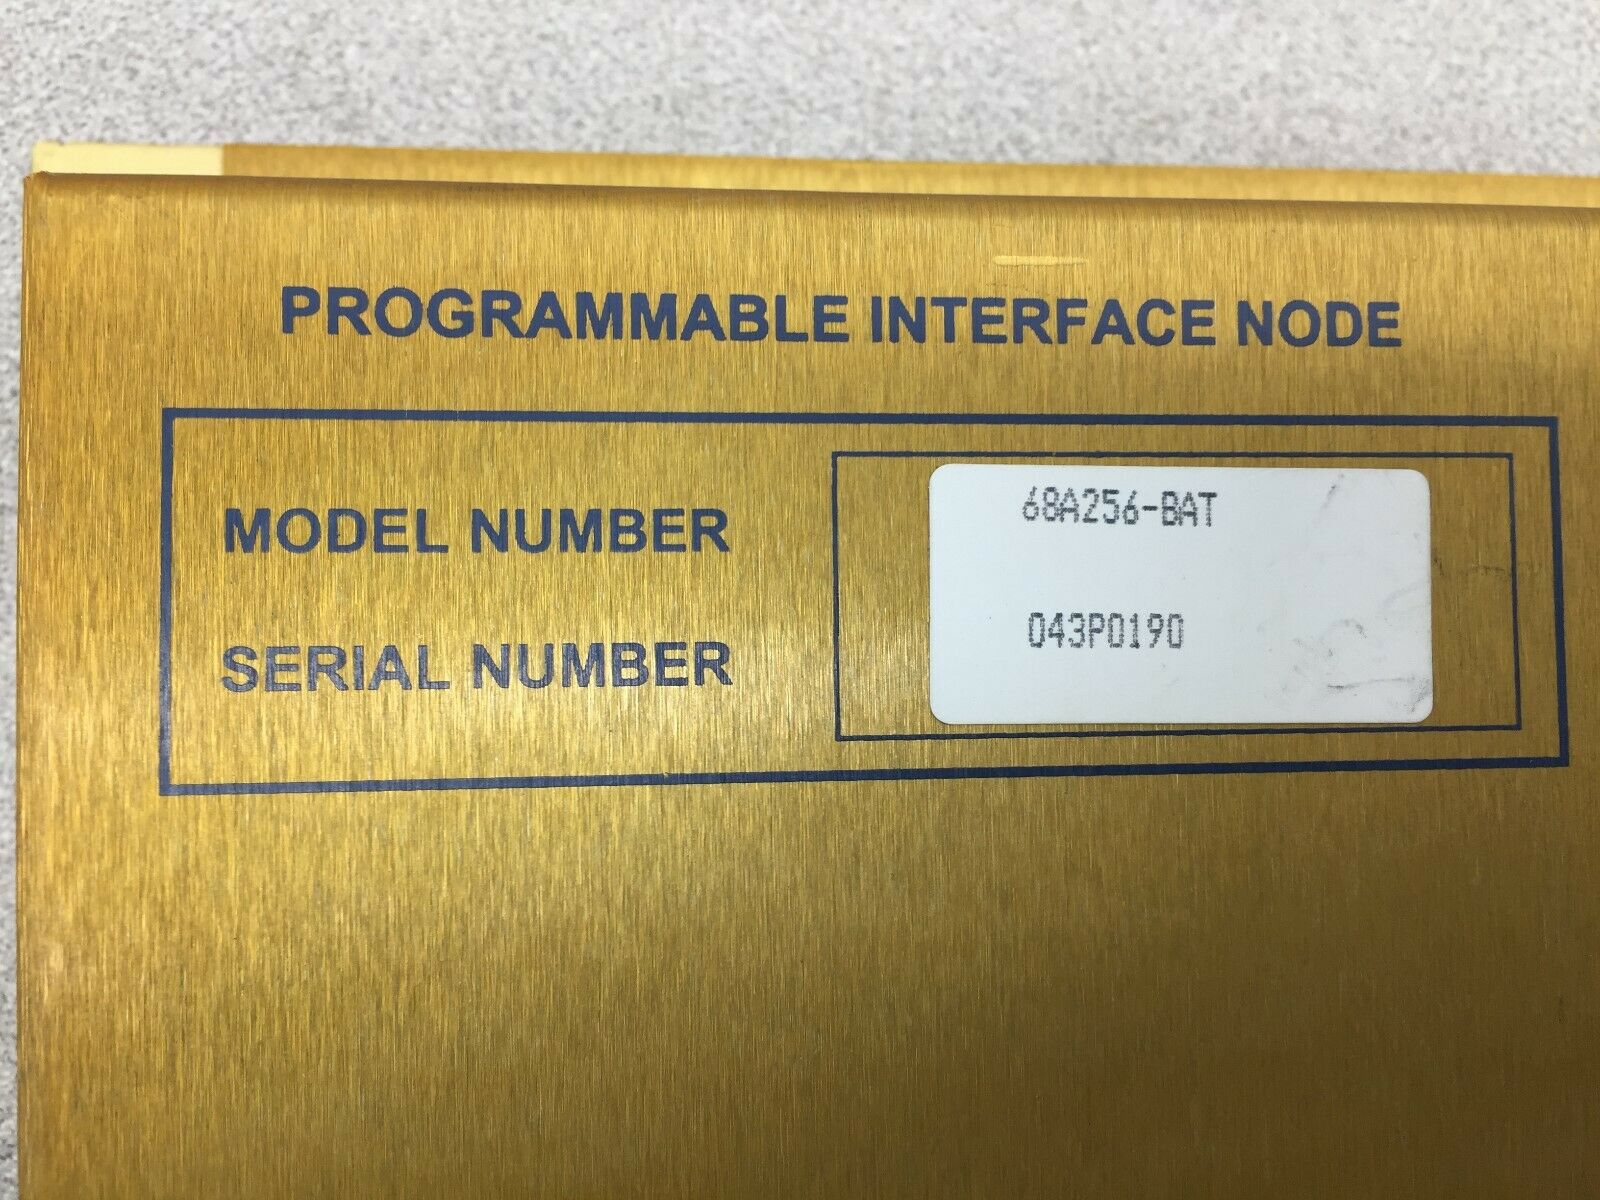 PROGRAMMABLE INTERFACE NODE
MODEL NUMBER 68A256-BAT
SERIAL NUMBER 043P0190